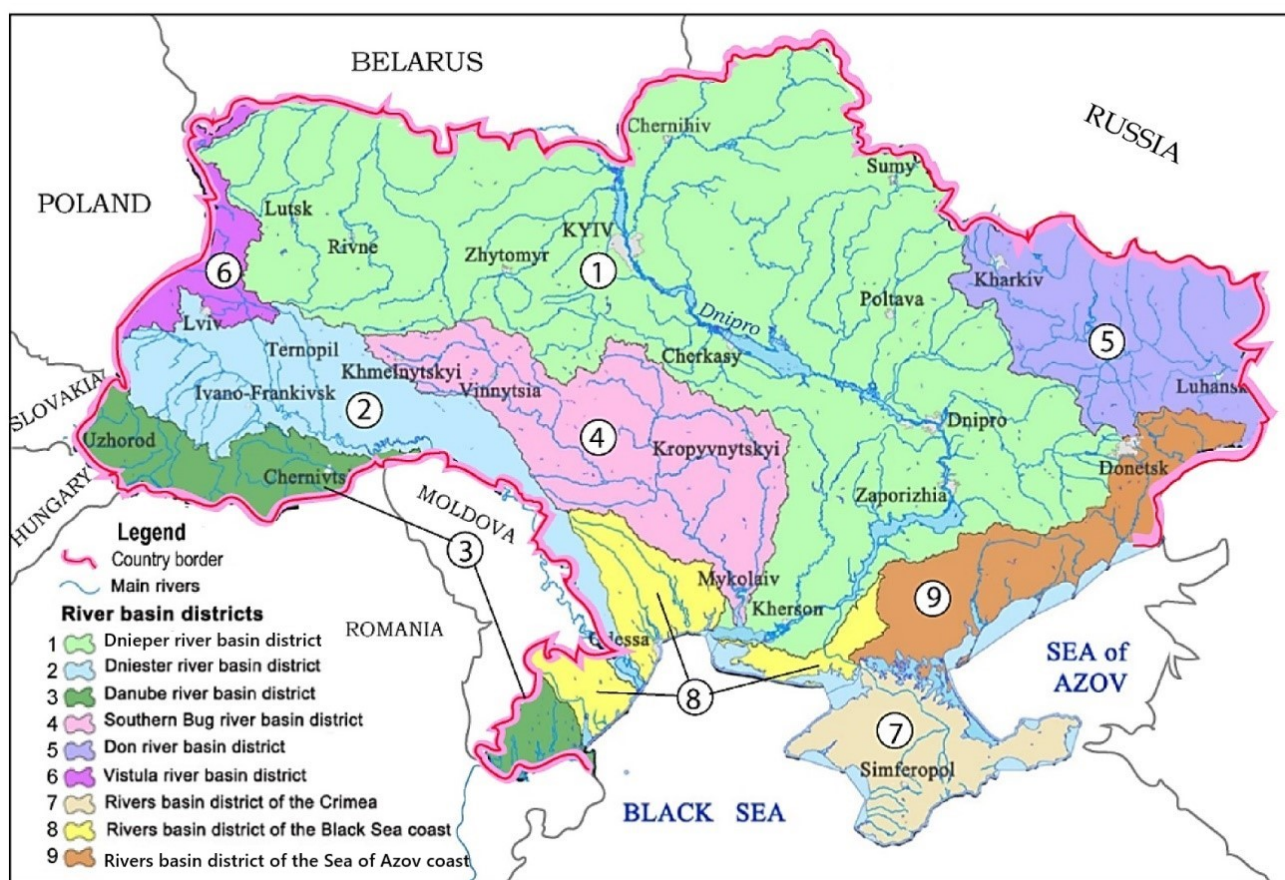 BELARUS
RUSSIA
POLAND
SLOVAKIA
HUNGARY
MOLDOVA
ROMANIA
SEA of
AZOV
BLACK SEA
Chernihiv
Sumy
Lutsk
Rivne
KYIV
Zhytomyr
1
6
Kharkiv
Poltava
Dnipro
5
Lviv
Ternopil
Cherkasy
Khmelnytskyi
Vinnytsia
Luhansk
Ivano-Frankivsk
2
4
Dnipro
Uzhorod
Kropyvnytskyi
Donetsk
Chernivts
Zaporizhia
3
Mykolaiv
Kherson
9
Odessa
8
7
Simferopol
Legend
Country border
Main rivers
River basin districts
1 Dnieper river basin district
2 Dniester river basin district
3 Danube river basin district
4 Southern Bug river basin district
5 Don river basin district
6 Vistula river basin district
7 Rivers basin district of the Crimea
8 Rivers basin district of the Black Sea coast
9 Rivers basin district of the Sea of Azov coast